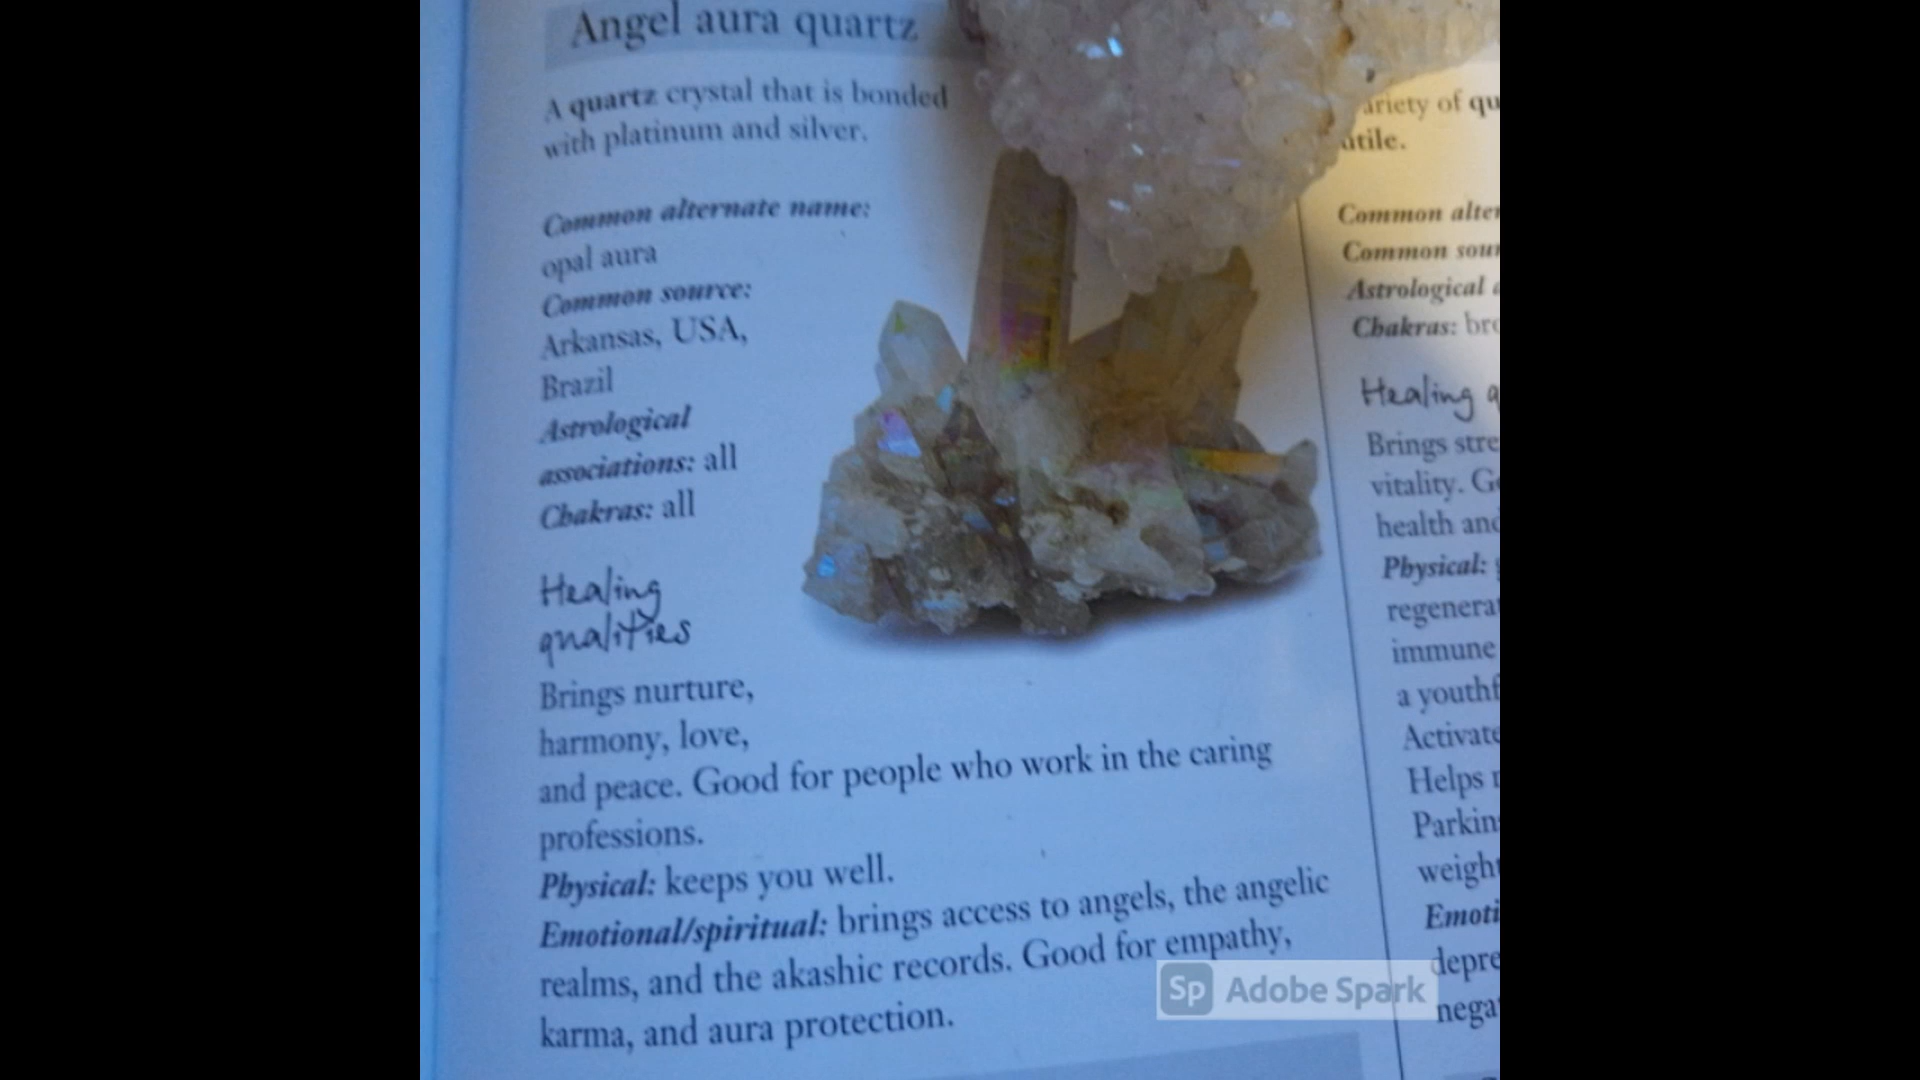 Angel aura quartz
A quartz crystal that is bonded
with platinum and silver.
Common alternate name:
opal aura
Common source:
Arkansas, USA,
Brazil
Astrological
associations: all
Chakras: all
Healing
qualities
Brings nurture,
harmony, love,
and peace. Good for people who work in the caring
professions.
Physical: keeps you well.
Emotional/spiritual: brings access to angels, the angelic
realms, and the akashic records. Good for empathy,
karma, and aura protection.
of
Common
Common
Astrological
Chakras:
Healing
Brings
vitality.
health
Physical:
immune
a
Helps
Sp Adobe Spark